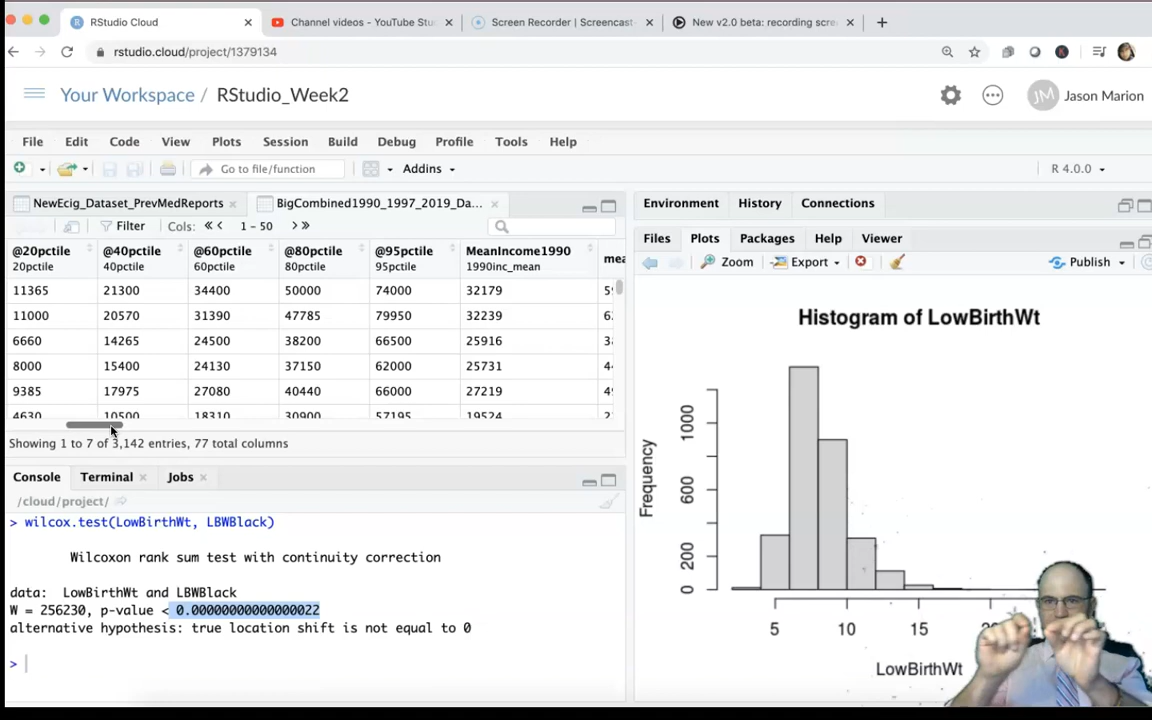 RStudio Cloud
Channel videos - YouTube Stu
Screen Recorder | Screencast-
New v2.0 beta: recording scre
rstudio.cloud/project/1379134
Your Workspace / RStudio_Week2
JM Jason Marion
File Edit Code View Plots Session Build Debug Profile Tools Help
Go to file/function Addins R 4.0.0
NewEcig_Dataset_PrevMedReports BigCombined1990_1997_2019_Da...
Environment History Connections
Filter Cols: 1 - 50
Files Plots Packages Help Viewer
Zoom Export Publish
@20pctile @40pctile @60pctile @80pctile @95pctile MeanIncome1990 mea
20pctile 40pctile 60pctile 80pctile 95pctile 1990inc_mean
11365 21300 34400 50000 74000 32179
11000 20570 31390 47785 79950 32239
6660 14265 24500 38200 66500 25916
8000 15400 24130 37150 62000 25731
9385 17975 27080 40440 66000 27219
4630 10500 18310 30900 57195 19524
Showing 1 to 7 of 3,142 entries, 77 total columns
Console Terminal Jobs
/cloud/project/
> wilcox.test(LowBirthWt, LBWBlack)
Wilcoxon rank sum test with continuity correction
data: LowBirthWt and LBWBlack
W = 256230, p-value < 0.00000000000000022
alternative hypothesis: true location shift is not equal to 0
>
Histogram of LowBirthWt
Frequency
0 200 600 1000
5 10 15
LowBirthWt